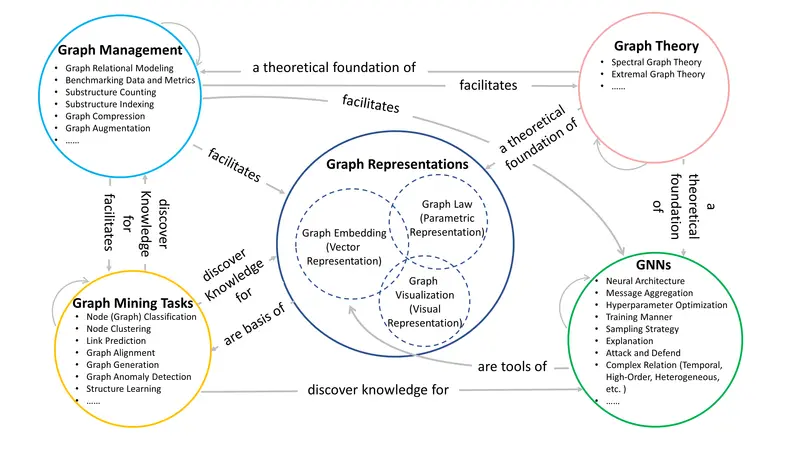 Graph Management
• Graph Relational Modeling
• Benchmarking Data and Metrics
• Substructure Counting
• Substructure Indexing
• Graph Compression
• Graph Augmentation
• ......
a theoretical foundation of
facilitates
facilitates
Graph Theory
• Spectral Graph Theory
• Extremal Graph Theory
• ......
a theoretical
foundation of
facilitates
Graph Representations
Graph Embedding
(Vector
Representation)
Graph Law
(Parametric
Representation)
Graph
Visualization
(Visual
Representation)
facilitates
discover
Knowledge
for
a
theoretical
foundation
of
discover
Knowledge
for
are basis of
Graph Mining Tasks
• Node (Graph) Classification
• Node Clustering
• Link Prediction
• Graph Alignment
• Graph Generation
• Graph Anomaly Detection
• Structure Learning
• ......
GNNs
• Neural Architecture
• Message Aggregation
• Hyperparameter Optimization
• Training Manner
• Sampling Strategy
• Explanation
• Attack and Defend
• Complex Relation (Temporal,
High-Order, Heterogeneous,
etc. )
• ......
are tools of
discover knowledge for